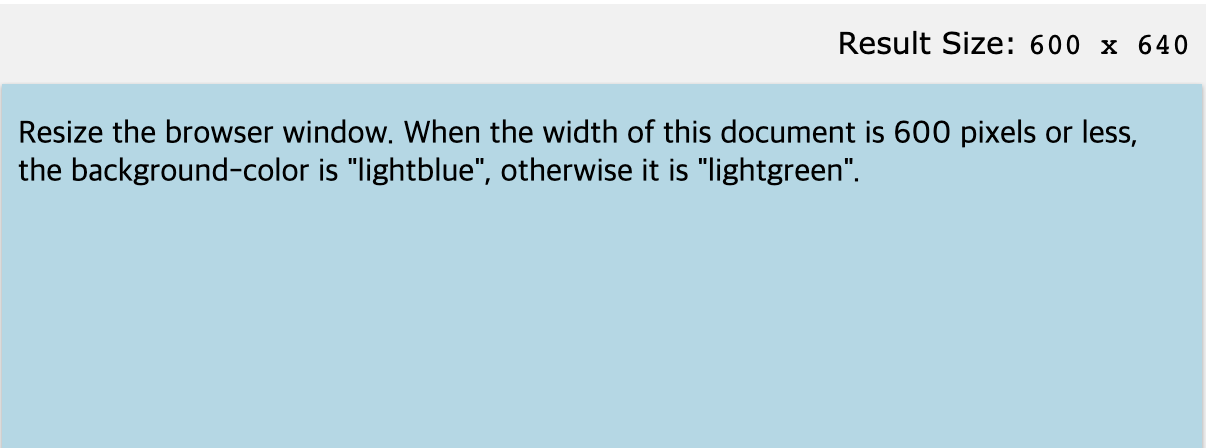 Result Size: 600 x 640
Resize the browser window. When the width of this document is 600 pixels or less,
the background-color is "lightblue", otherwise it is "lightgreen".